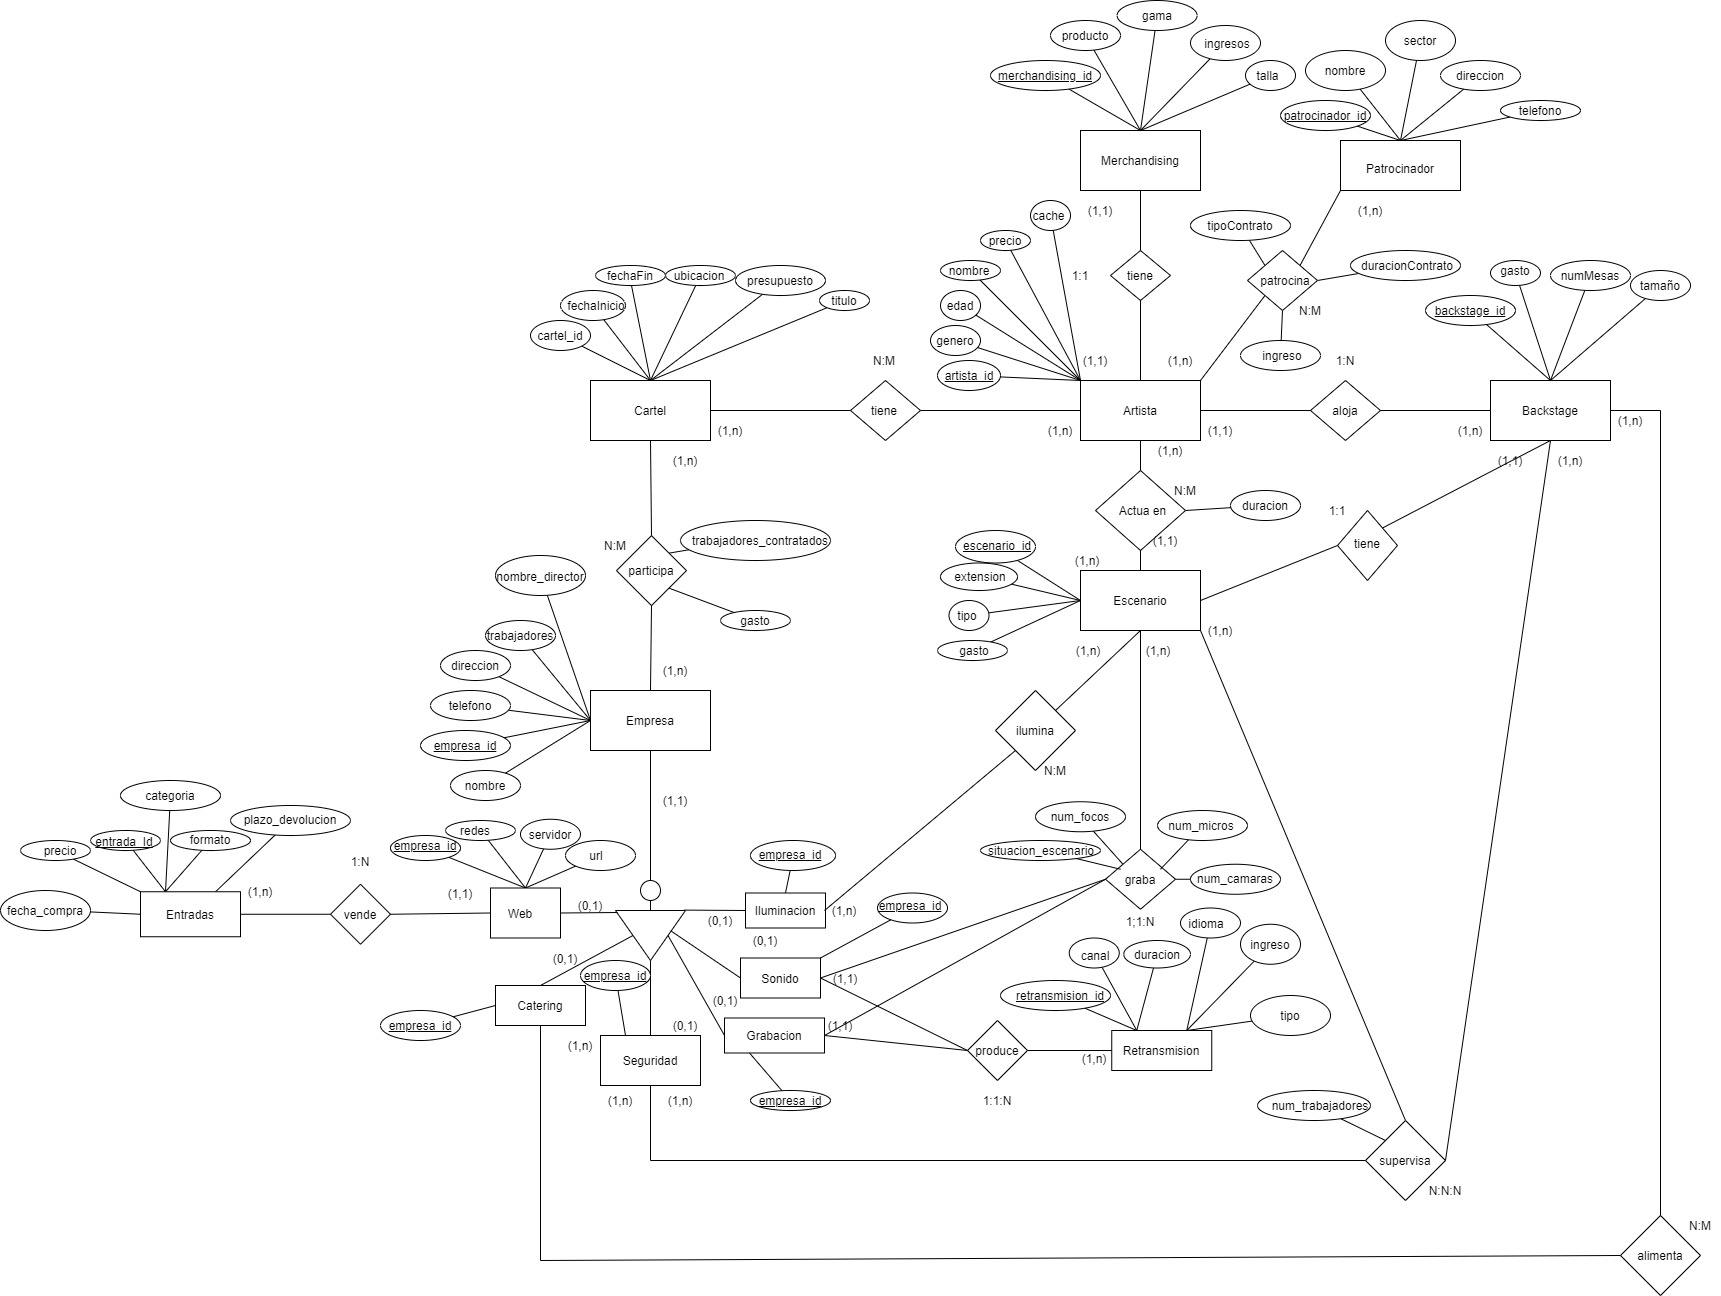 gama
producto
ingresos
merchandising_id
talla
Merchandising
(1,1)
sector
nombre
direccion
patrocinador_id
telefono
Patrocinador
(1,n)
tipoContrato
duracionContrato
patrocina
N:M
ingreso
cache
precio
nombre
1:1
tiene
edad
genero
artista_id
(1,1)
(1,n)
gasto
numMesas
tamaño
backstage_id
fechaFin
ubicacion
presupuesto
fechaInicio
titulo
cartel_id
N:M
1:N
Cartel
tiene
Artista
aloja
Backstage
(1,n)
(1,n)
(1,n)
(1,1)
(1,n)
(1,n)
(1,n)
(1,1)
(1,n)
N:M
Actua en
duracion
1:1
tiene
(1,1)
trabajadores_contratados
N:M
participa
gasto
escenario_id
extension
tipo
gasto
(1,n)
Escenario
(1,n)
(1,n)
(1,n)
nombre_director
trabajadores
direccion
telefono
empresa_id
nombre
(1,n)
Empresa
(1,1)
ilumina
N:M
categoria
plazo_devolucion
entrada_Id
formato
precio
fecha_compra
Entradas
(1,n)
1:N
vende
(1,1)
redes
servidor
empresa_id
url
Web
(0,1)
empresa_id
(0,1)
Iluminacion
(1,n)
(0,1)
empresa_id
num_focos
num_micros
situacion_escenario
graba
num_camaras
1;1:N
(0,1)
empresa_id
Sonido
(1,1)
Catering
empresa_id
(0,1)
(0,1)
Grabacion
(1,1)
(1,n)
Seguridad
(1,n)
(1,n)
empresa_id
idioma
canal
duracion
ingreso
retransmision_id
tipo
produce
(1,n)
Retransmision
1:1:N
num_trabajadores
supervisa
N:N:N
N:M
alimenta